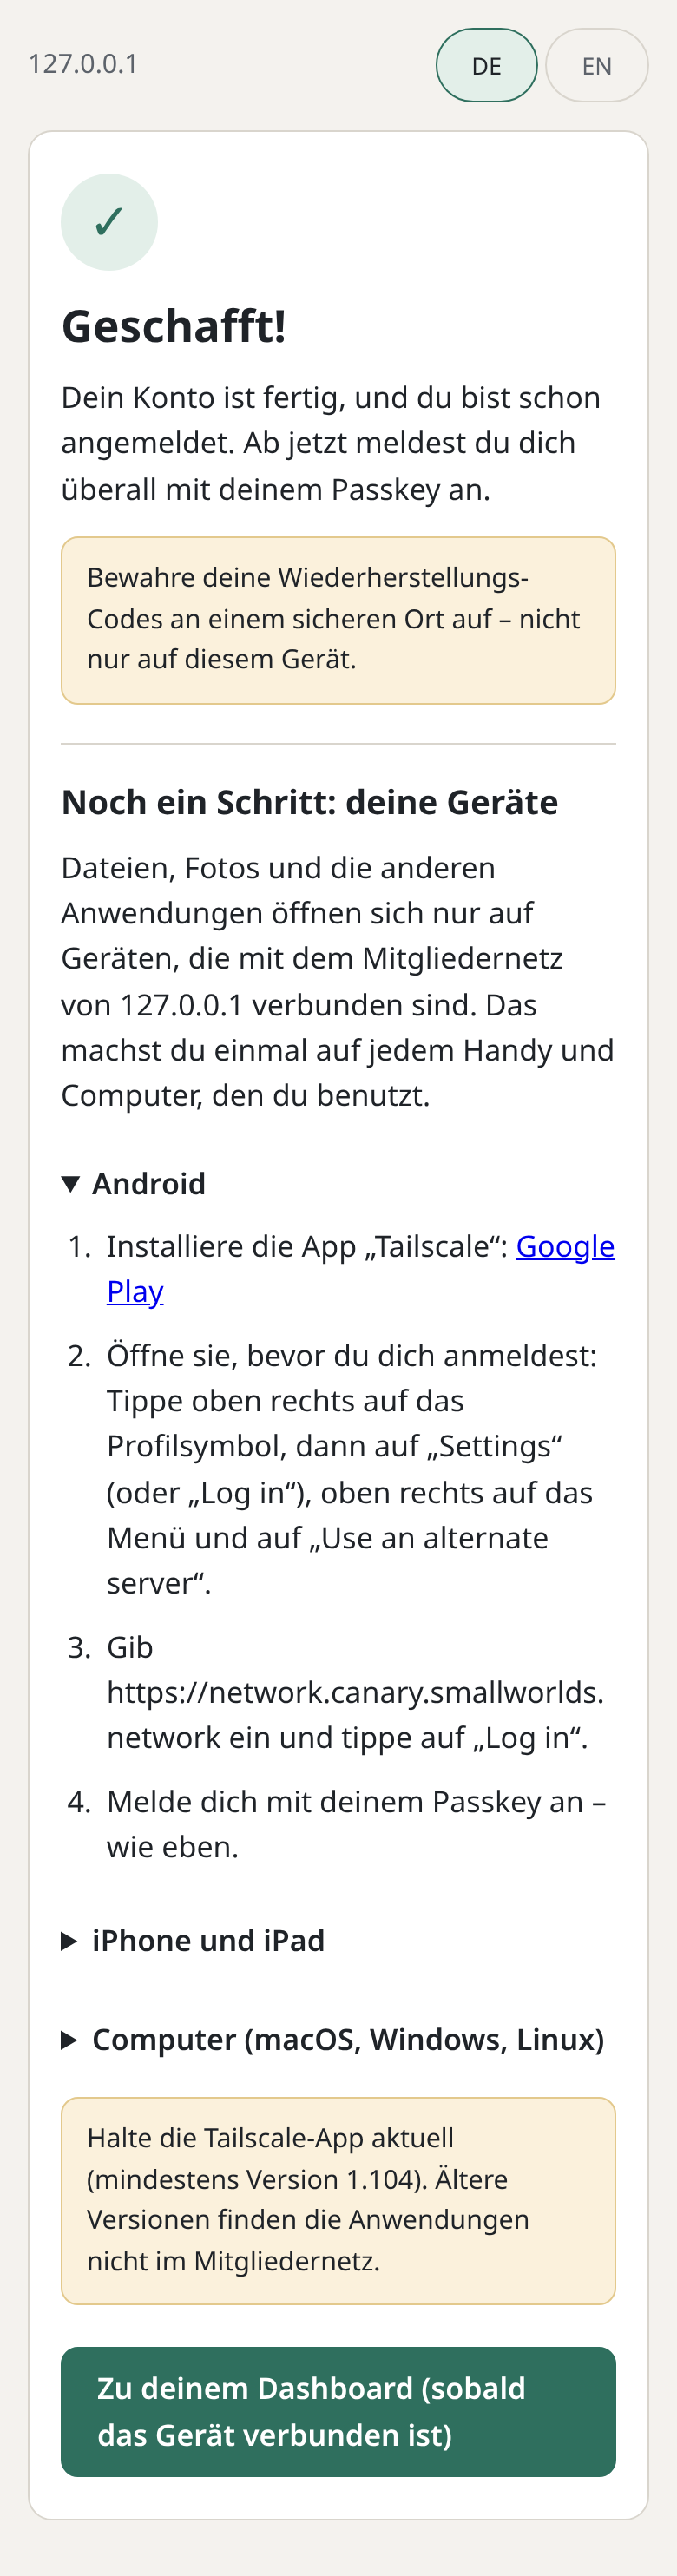 127.0.0.1
DE
EN
✓
Geschafft!
Dein Konto ist fertig, und du bist schon
angemeldet. Ab jetzt meldest du dich
überall mit deinem Passkey an.
Bewahre deine Wiederherstellungs-
Codes an einem sicheren Ort auf – nicht
nur auf diesem Gerät.
Noch ein Schritt: deine Geräte
Dateien, Fotos und die anderen
Anwendungen öffnen sich nur auf
Geräten, die mit dem Mitgliedernetz
von 127.0.0.1 verbunden sind. Das
machst du einmal auf jedem Handy und
Computer, den du benutzt.
▼ Android
1. Installiere die App „Tailscale“: Google
Play
2. Öffne sie, bevor du dich anmeldest:
Tippe oben rechts auf das
Profilsymbol, dann auf „Settings“
(oder „Log in“), oben rechts auf das
Menü und auf „Use an alternate
server“.
3. Gib
https://network.canary.smallworlds.
network ein und tippe auf „Log in“.
4. Melde dich mit deinem Passkey an –
wie eben.
▶ iPhone und iPad
▶ Computer (macOS, Windows, Linux)
Halte die Tailscale-App aktuell
(mindestens Version 1.104). Ältere
Versionen finden die Anwendungen
nicht im Mitgliedernetz.
Zu deinem Dashboard (sobald
das Gerät verbunden ist)